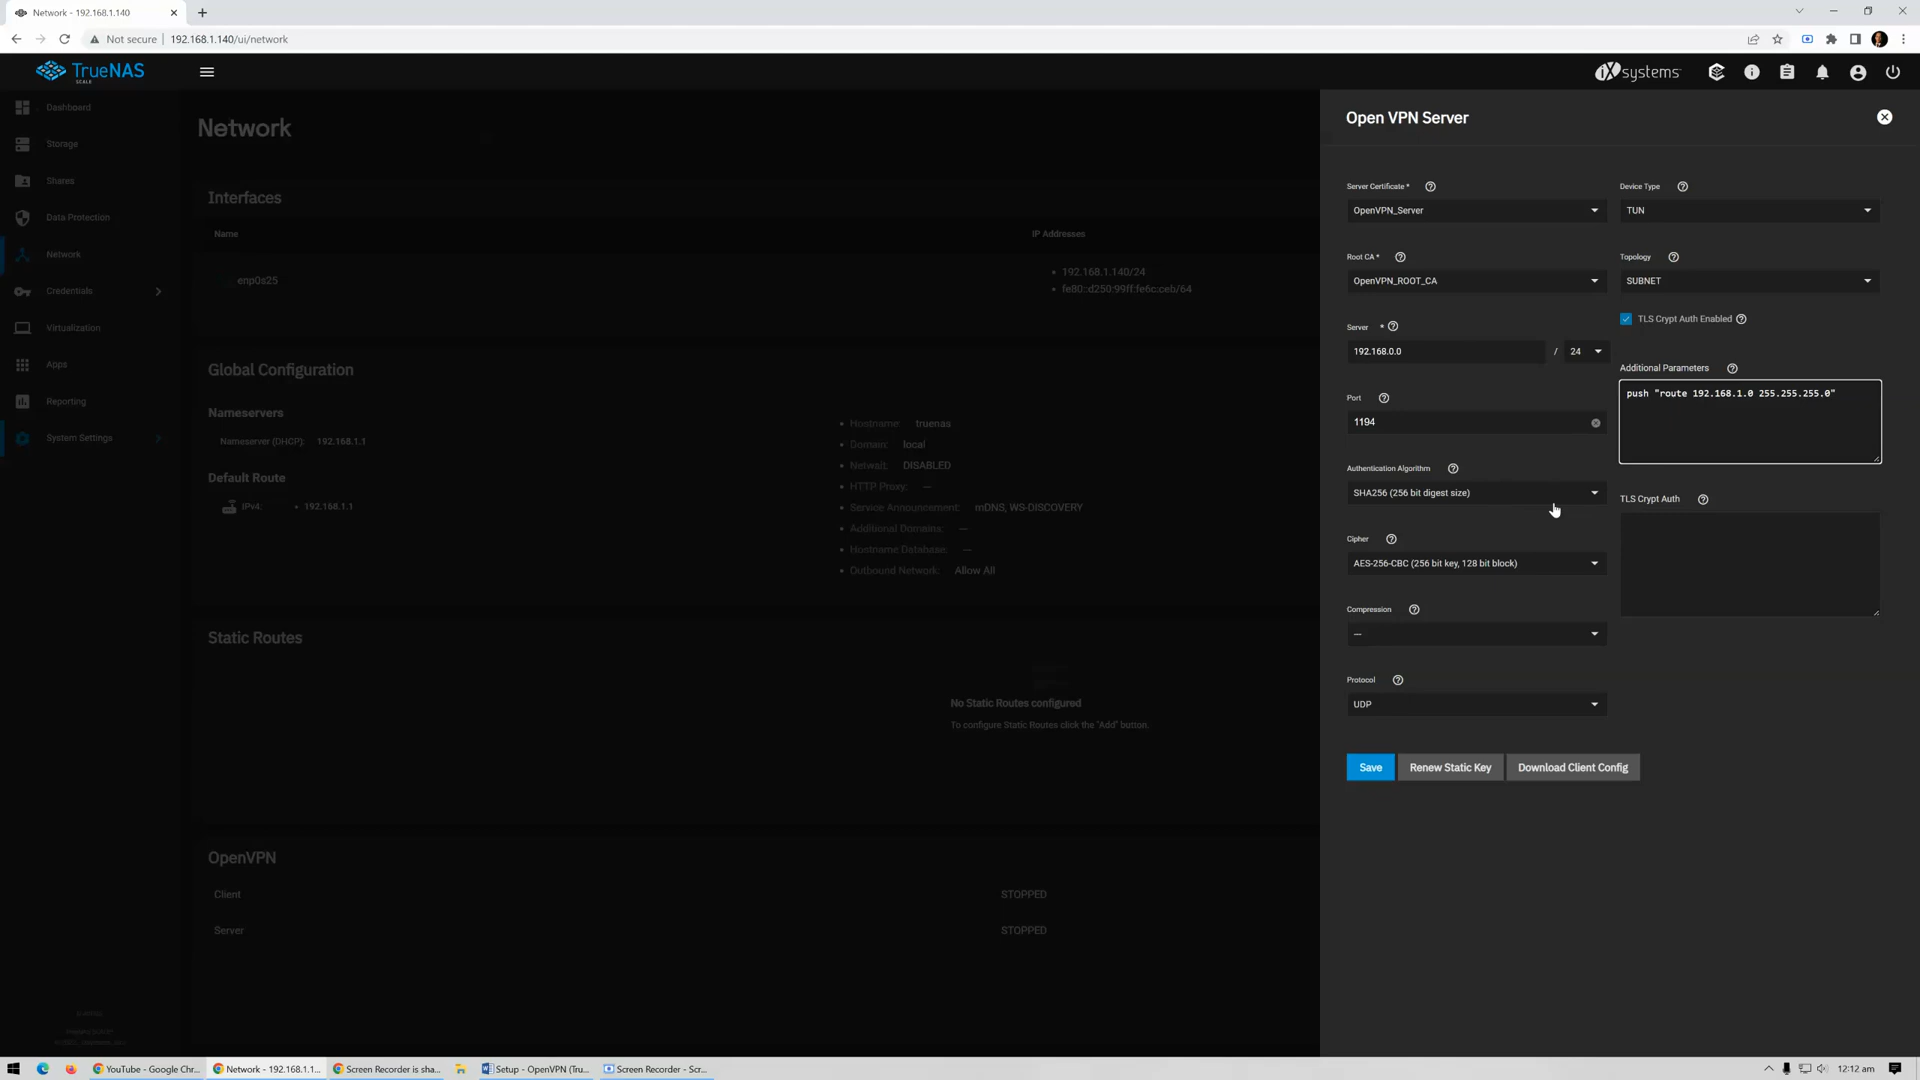 Network - 192.168.1.140
Not secure
192.168.1.140/ui/network
TrueNAS
SCALE
iXsystems
Dashboard
Storage
Shares
Data Protection
Network
Credentials
Virtualization
Apps
Reporting
System Settings
Network
Interfaces
Name
IP Addresses
enp0s25
192.168.1.140/24
fe80::d250:99ff:fe6c:ceb/64
Global Configuration
Nameservers
Nameserver (DHCP): 192.168.1.1
Default Route
IPv4: • 192.168.1.1
Hostname: truenas
Domain: local
Netwait: DISABLED
HTTP Proxy: —
Service Announcement: mDNS, WS-DISCOVERY
Additional Domains: —
Hostname Database: —
Outbound Network: Allow All
Static Routes
No Static Routes configured
To configure Static Routes click the "Add" button.
OpenVPN
Client STOPPED
Server STOPPED
Open VPN Server
Server Certificate *
OpenVPN_Server
Root CA *
OpenVPN_ROOT_CA
Server *
192.168.0.0 / 24
Port
1194
Authentication Algorithm
SHA256 (256 bit digest size)
Cipher
AES-256-CBC (256 bit key, 128 bit block)
Compression
---
Protocol
UDP
Device Type
TUN
Topology
SUBNET
TLS Crypt Auth Enabled
Additional Parameters
push "route 192.168.1.0 255.255.255.0"
TLS Crypt Auth
Save
Renew Static Key
Download Client Config
YouTube - Google Chr...
Network - 192.168.1.1...
Screen Recorder is sha...
Setup - OpenVPN (Tru...
Screen Recorder - Scr...
12:12 am